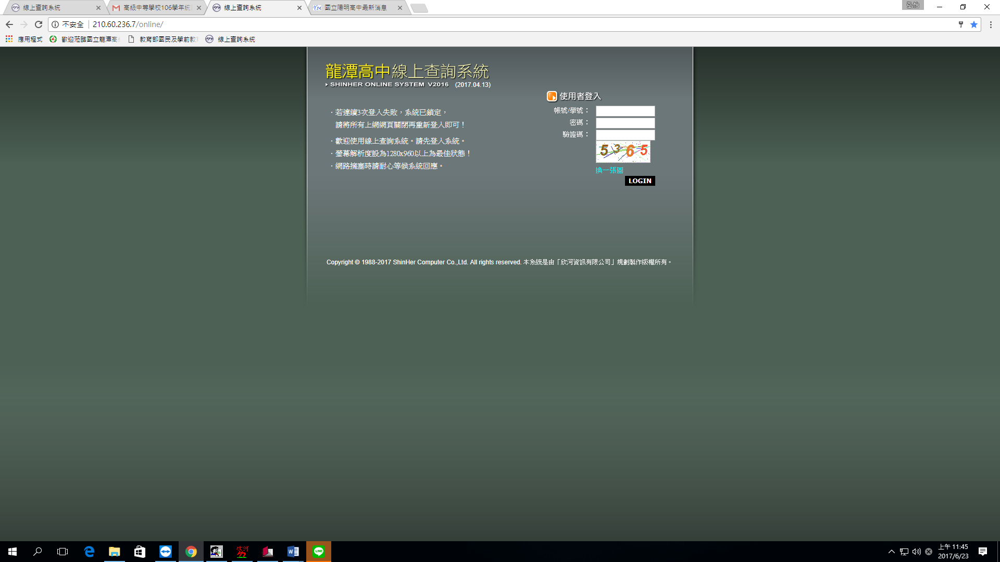 線上查詢系統
高級中等學校106學年統
線上查詢系統
國立陽明高中最新消息
弘怡
不安全 210.60.236.7/online/
應用程式
歡迎蒞臨國立龍潭高
教育部國民及學前教
線上查詢系統
龍潭高中線上查詢系統
SHINHER ONLINE SYSTEM V2016 (2017.04.13)
使用者登入
帳號/學號：
密碼：
驗證碼：
5365
換一張圖
LOGIN
．若連續3次登入失敗，系統已鎖定，
請將所有上網網頁關閉再重新登入即可！
．歡迎使用線上查詢系統。請先登入系統。
．螢幕解析度設為1280x960以上為最佳狀態！
．網路擁塞時請耐心等候系統回應。
Copyright © 1988-2017 ShinHer Computer Co.,Ltd. All rights reserved. 本系統是由「欣河資訊有限公司」規劃製作版權所有。
LINE
上午 11:45
2017/6/23